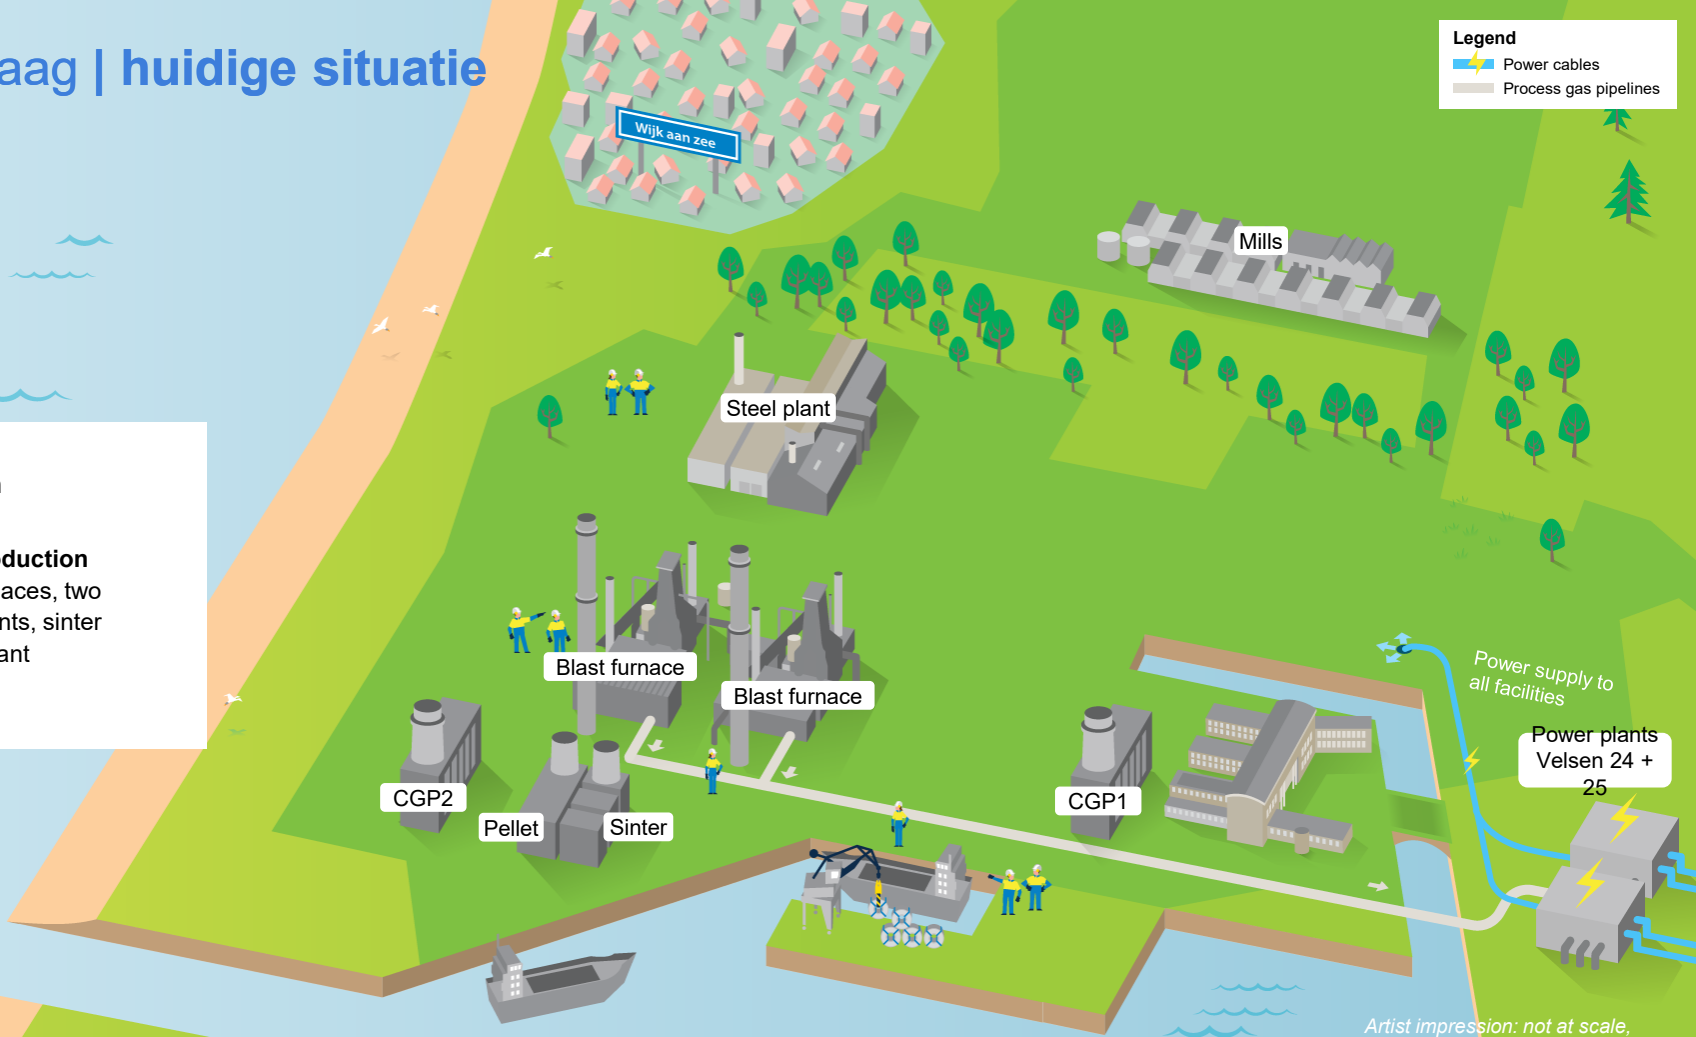 aag | huidige situatie
Legend
Power cables
Process gas pipelines
Wijk aan zee
Mills
Steel plant
oduction
aces, two
nts, sinter
ant
Blast furnace
Blast furnace
Power supply to
all facilities
Power plants
Velsen 24 +
25
CGP2
CGP1
Pellet
Sinter
Artist impression: not at scale,